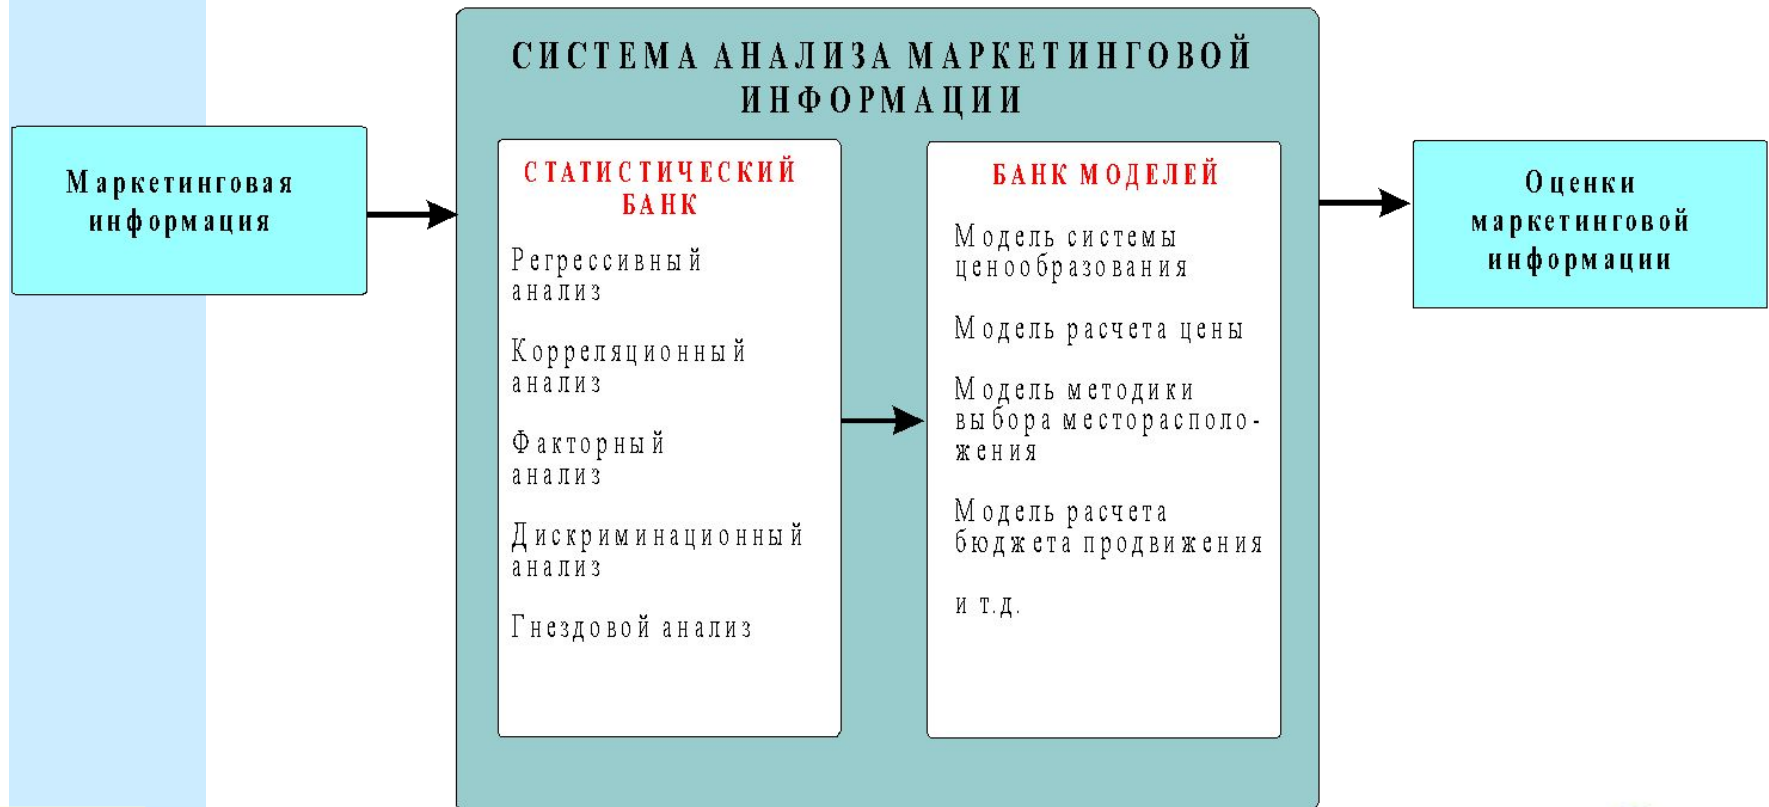 СИСТЕМА АНАЛИЗА МАРКЕТИНГОВОЙ
ИНФОРМАЦИИ
Маркетинговая
информация
СТАТИСТИЧЕСКИЙ
БАНК
Регрессивный
анализ
Корреляционный
анализ
Факторный
анализ
Дискриминационный
анализ
Гнездовой анализ
БАНК МОДЕЛЕЙ
Модель системы
ценообразования
Модель расчета цены
Модель методики
выбора месторасполо-
жения
Модель расчета
бюджета продвижения
и т.д.
Оценки
маркетинговой
информации